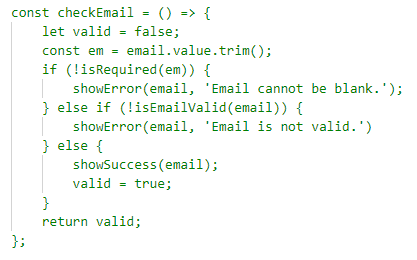 const checkEmail = () => {
    let valid = false;
    const em = email.value.trim();
    if (!isRequired(em)) {
        showError(email, 'Email cannot be blank.');
    } else if (!isEmailValid(email)) {
        showError(email, 'Email is not valid.')
    } else {
        showSuccess(email);
        valid = true;
    }
    return valid;
};